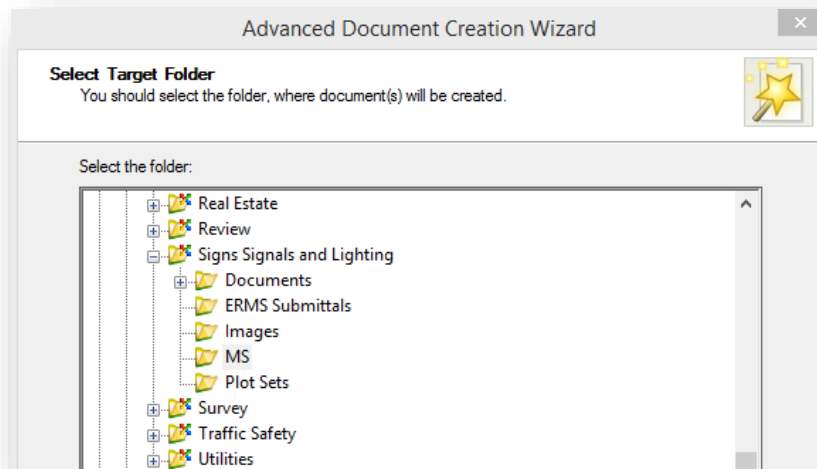 Advanced Document Creation Wizard
Select Target Folder
You should select the folder, where document(s) will be created.
Select the folder:
Real Estate
Review
Signs Signals and Lighting
Documents
ERMS Submittals
Images
MS
Plot Sets
Survey
Traffic Safety
Utilities